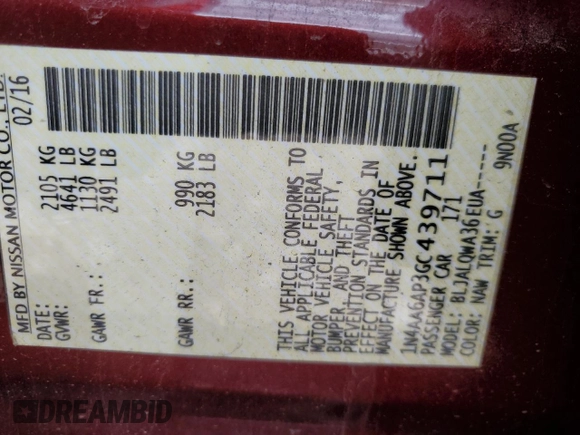 MFD BY NISSAN MOTOR CO., LTD.
DATE: 02/16
GVWR: 2105 KG
4641 LB
GAWR FR.: 1130 KG
2491 LB
GAWR RR.: 990 KG
2183 LB
THIS VEHICLE CONFORMS TO
ALL APPLICABLE FEDERAL
MOTOR VEHICLE SAFETY,
BUMPER, AND THEFT
PREVENTION STANDARDS IN
EFFECT ON THE DATE OF
MANUFACTURE SHOWN ABOVE.
1N4AA6AP3GC439711
PASSENGER CAR 171
MODEL: BLJALQWA36EUA-----
COLOR: NAW TRIM: G 9N00A
DREAMBID